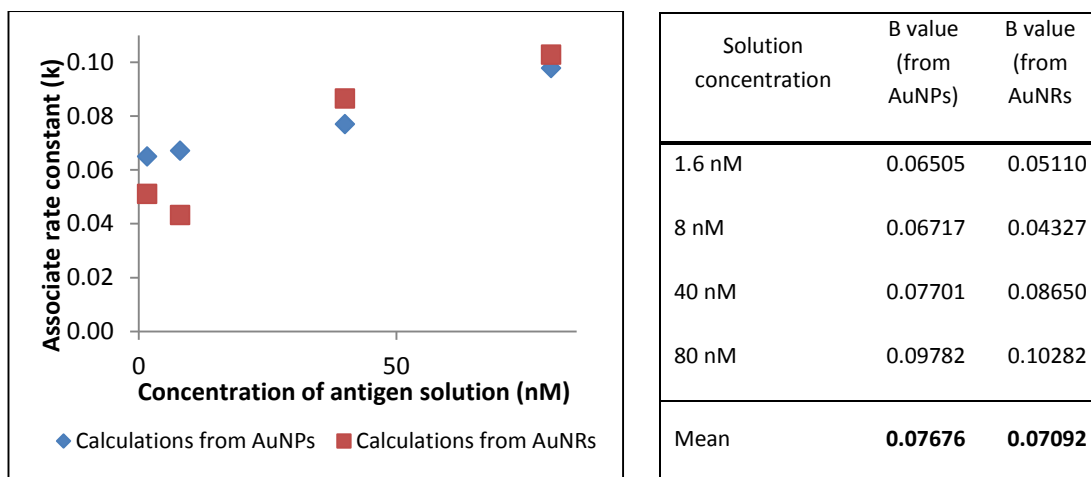 Associate rate constant (k)
0.10
0.08
0.06
0.04
0.02
0.00
0
50
Concentration of antigen solution (nM)
Calculations from AuNPs
Calculations from AuNRs
Solution
concentration
B value
(from
AuNPs)
B value
(from
AuNRs
1.6 nM 0.06505 0.05110
8 nM 0.06717 0.04327
40 nM 0.07701 0.08650
80 nM 0.09782 0.10282
Mean 0.07676 0.07092